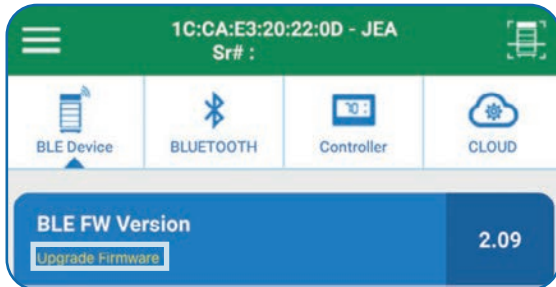 1C:CA:E3:20:22:0D - JEA
Sr# :
BLE Device
BLUETOOTH
70 :
Controller
CLOUD
BLE FW Version
Upgrade Firmware
2.09